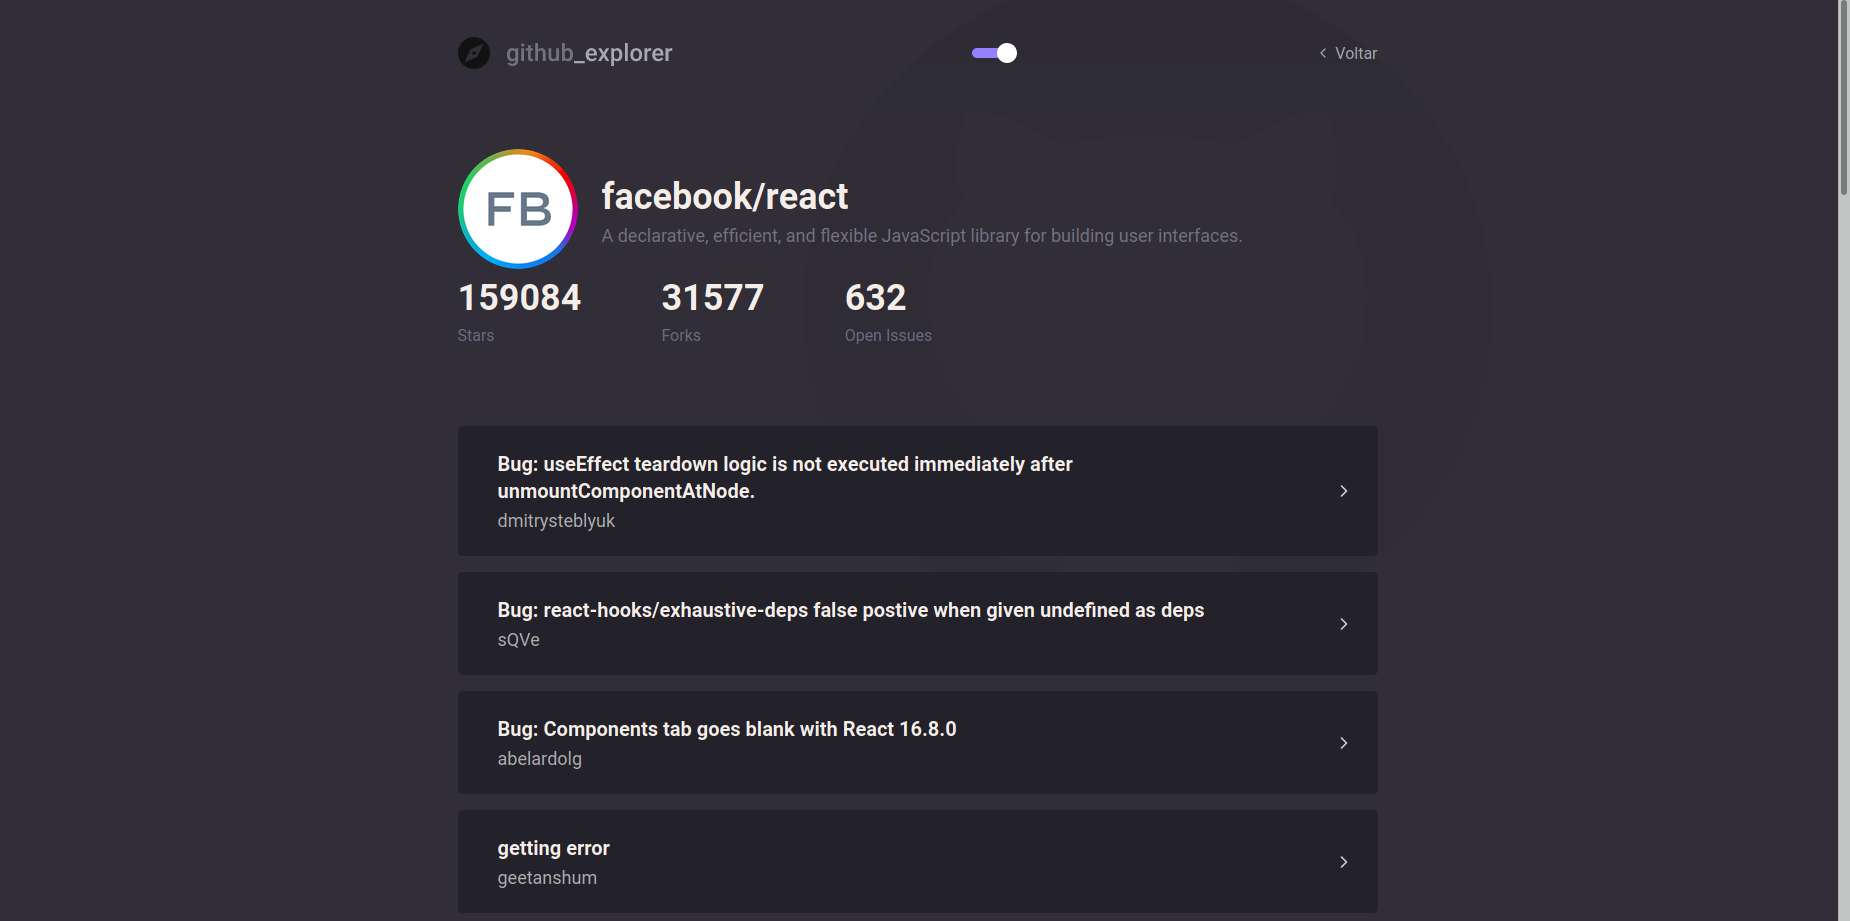 github_explorer
Voltar
FB
facebook/react
A declarative, efficient, and flexible JavaScript library for building user interfaces.
159084 31577 632
Stars Forks Open Issues
Bug: useEffect teardown logic is not executed immediately after
unmountComponentAtNode.
dmitrysteblyuk
Bug: react-hooks/exhaustive-deps false postive when given undefined as deps
sQVe
Bug: Components tab goes blank with React 16.8.0
abelardolg
getting error
geetanshum